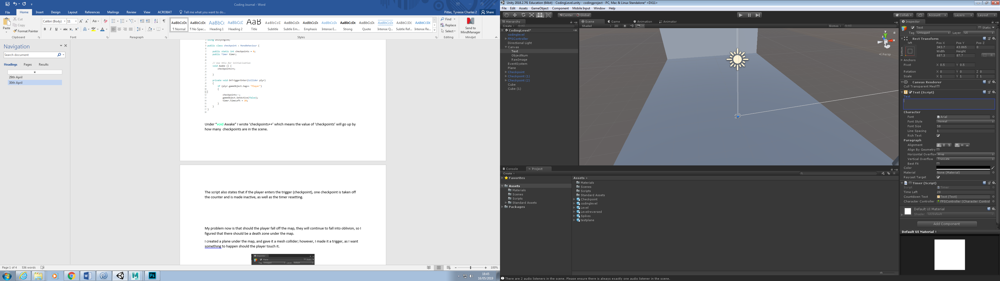 Coding Journal - Word
File Home Insert Design Layout References Mailings Review View ACROBAT Tell me what you want to do...
Pitter, Tyreese Charles 2 Share
Paste
Cut
Copy
Format Painter
Clipboard
Calibri (Body) 11
Font
Paragraph
AaBbCcDc AaBbCcDc AaBbCc AaBbCcC AaB AaBbCcD AaBbCcDc AaBbCcDc AaBbCcDc AaBbCcDc AaBbCcDc AaBbCcDc AABBCCDC AABBCCDC
¶ Normal ¶ No Spac... Heading 1 Heading 2 Title Subtitle Subtle Em... Emphasis Intense E... Strong Quote Intense Q... Subtle Ref... Intense Re...
Styles
Find
Replace
Select
Editing
Send to
MindManager
Mindjet
Navigation
Search document
Headings Pages Results
29th April
30th April
using UnityEngine;
public class checkpoint : MonoBehaviour {
public static int checkpoints = 0;
public Timer timer;
// Use this for initialization
void Awake () {
checkpoints++;
}
private void OnTriggerEnter(Collider plyr)
{
if (plyr.gameObject.tag== "Player")
{
checkpoints--;
gameObject.SetActive(false);
timer.timeLeft = 20;
}
}
}
Under “void Awake” I wrote ‘checkpoints++’ which means the value of ‘checkpoints’ will go up by
how many  checkpoints are in the scene.
The script also states that if the player enters the trigger (checkpoint), one checkpoint is taken off
the counter and is made inactive, as well as the timer resetting.
My problem now is that should the player fall off the map, they will continue to fall into oblivion, so I
figured that there should be a death zone under the map.
I created a plane under the map, and gave it a mesh collider; however, I made it a trigger, as I want
something to happen should the player touch it.
Inspector
Plane Static
Tag Untagged Layer Default
Page 1 of 4 536 words
100%
18:45
16/05/2019
Unity 2018.2.7f1 Education (64bit) - CodingLevel.unity - codingproject - PC, Mac & Linux Standalone* <DX11>
File Edit Assets GameObject Component Mobile Input Window Help
Center Global
Collab Account Layers Layout
Hierarchy
Create All
CodingLevel*
codinglevel
FPSController
Directional Light
Canvas
Text
ObjectNum
RawImage
EventSystem
Plane
Checkpoint
Checkpoint (1)
Checkpoint (2)
Cube
Cube (1)
Scene Game Animation Animator
Shaded 2D Gizmos All
y
x
Persp
Console Project
Create
Favorites
Assets
Materials
Scenes
Scripts
Standard Assets
Packages
Assets
Materials
Scenes
Scripts
Standard Assets
Checkpoint
codinglevel
Level
Levelreversed
Spikes
testplane
There are 2 audio listeners in the scene. Please ensure there is always exactly one audio listener in the scene.
Inspector
Text Static
Tag Untagged Layer UI
Rect Transform
left Pos X Pos Y Pos Z
bottom 343.7 43.865 0
Width Height
687.3 87.7
R
Anchors
Pivot X 0.5 Y 0.5
Rotation X 0 Y 0 Z 0
Scale X 1 Y 1 Z 1
Canvas Renderer
Cull Transparent Mesh
Text (Script)
Text
Character
Font Arial
Font Style Normal
Font Size 58
Line Spacing 1
Rich Text
Paragraph
Alignment
Align By Geometry
Horizontal Overflow Wrap
Vertical Overflow Truncate
Best Fit
Color
Material None (Material)
Raycast Target
Timer (Script)
Script Timer
Time Left 20
Countdown Text Text (Text)
Character Controller FPSController (Character Control
Default UI Material
Shader UI/Default
Add Component
Default UI Material